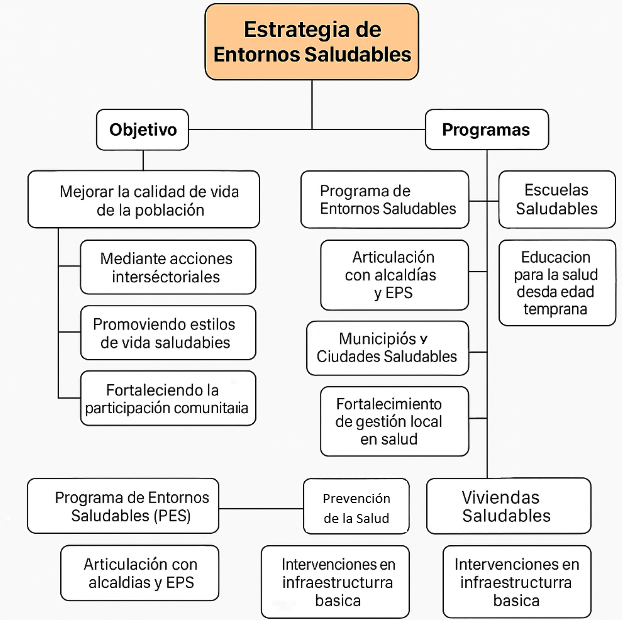 Estrategia de
Entornos Saludables
Objetivo
Programas
Mejorar la calidad de vida
de la población
Mediante acciones
interséctoriales
Promoviendo estilos
de vida saludabies
Fortaleciendo la
participación comunitaıia
Programa de
Entornos Saludables
Escuelas
Saludables
Articulación
con alcaldías
y EPS
Educacion
para la salud
desda edad
temprana
Municipiós v
Ciudades Saludables
Fortalecimiento
de gestión local
en salud
Programa de Entornos
Saludables (PES)
Prevención
de la Salud
Viviendas
Saludables
Articulación con
alcaldias y EPS
Intervenciones en
infraestructurra
basica
Intervenciones en
infraestructurra
basica